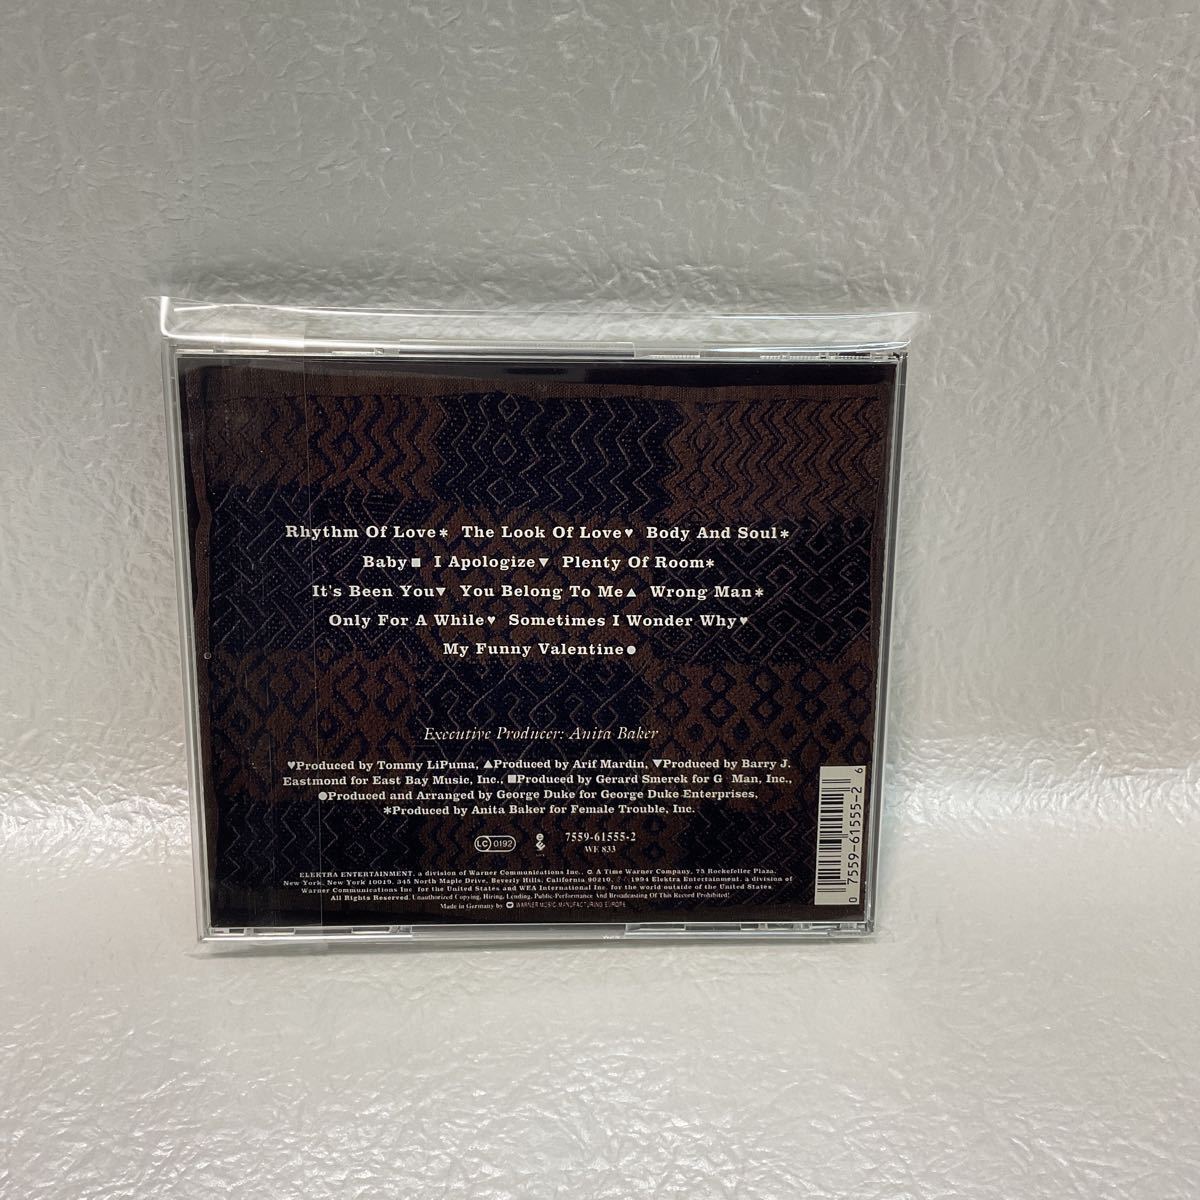 Rhythm Of Love* The Look Of Love♥ Body And Soul*
Baby■ I Apologize▼ Plenty Of Room*
It's Been You▼ You Belong To Me▲ Wrong Man*
Only For A While♥ Sometimes I Wonder Why♥
My Funny Valentine●
Executive Producer: Anita Baker
♥Produced by Tommy LiPuma, ▲Produced by Arif Mardin, ▼Produced by Barry J.
Eastmond for East Bay Music, Inc., ■Produced by Gerard Smerek for G Man, Inc.,
●Produced and Arranged by George Duke for George Duke Enterprises,
*Produced by Anita Baker for Female Trouble, Inc.
LC 0192
7559-61555-2
WE 833
ELEKTRA ENTERTAINMENT, a division of Warner Communications Inc., A Time Warner Company, 75 Rockefeller Plaza,
New York, New York 10019, 345 North Maple Drive, Beverly Hills, California 90210. 1994 Elektra Entertainment, a division of
Warner Communications Inc. for the United States and WEA International Inc. for the world outside of the United States.
All Rights Reserved. Unauthorized Copying, Hiring, Lending, Public Performance And Broadcasting Of This Record Prohibited!
Made in Germany by WARNER MUSIC MANUFACTURING EUROPE
0 7559-61555-2 6